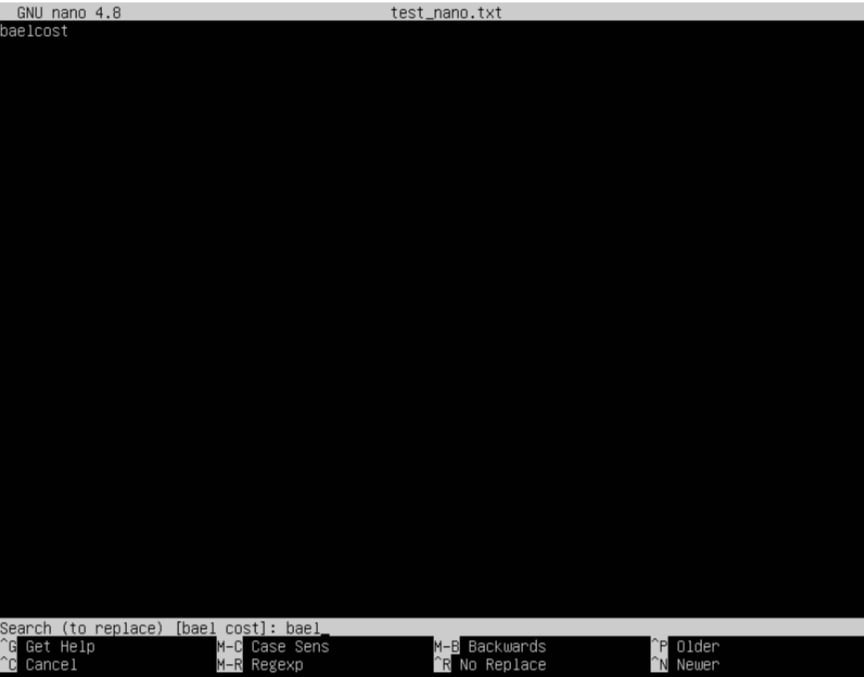 GNU nano 4.8 test_nano.txt
baelcost
Search (to replace) [bael cost]: bael_
^G Get Help M-C Case Sens M-B Backwards ^P Older
^C Cancel M-R Regexp ^R No Replace ^N Newer